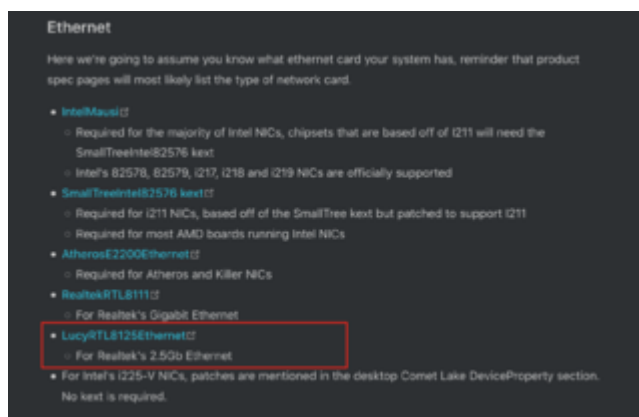 Ethernet
Here we're going to assume you know what ethernet card your system has, reminder that product
spec pages will most likely list the type of network card.
• IntelMausi
○ Required for the majority of Intel NICs, chipsets that are based off of I211 will need the
SmallTreeIntel82576 kext
○ Intel's 82578, 82579, i217, i218 and i219 NICs are officially supported
• SmallTreeIntel82576 kext
○ Required for i211 NICs, based off of the SmallTree kext but patched to support I211
○ Required for most AMD boards running Intel NICs
• AtherosE2200Ethernet
○ Required for Atheros and Killer NICs
• RealtekRTL8111
○ For Realtek's Gigabit Ethernet
• LucyRTL8125Ethernet
○ For Realtek's 2.5Gb Ethernet
• For Intel's i225-V NICs, patches are mentioned in the desktop Comet Lake DeviceProperty section.
No kext is required.